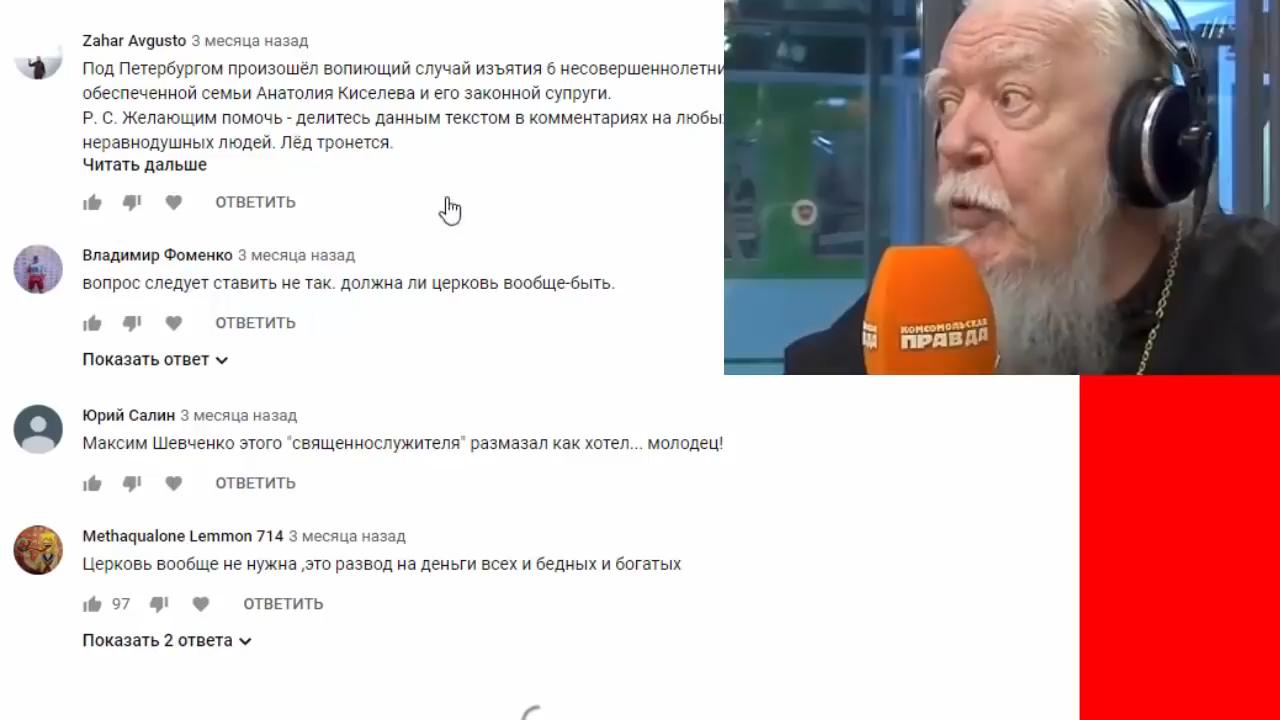 Zahar Avgusto 3 месяца назад
Под Петербургом произошёл вопиющий случай изъятия 6 несовершеннолетни
обеспеченной семьи Анатолия Киселева и его законной супруги.
P. C. Желающим помочь - делитесь данным текстом в комментариях на любы
неравнодушных людей. Лёд тронется.
Читать дальше
ОТВЕТИТЬ
Владимир Фоменко 3 месяца назад
вопрос следует ставить не так. должна ли церковь вообще-быть.
ОТВЕТИТЬ
Показать ответ
Юрий Салин 3 месяца назад
Максим Шевченко этого "священнослужителя" размазал как хотел... молодец!
ОТВЕТИТЬ
Methaqualone Lemmon 714 3 месяца назад
Церковь вообще не нужна ,это развод на деньги всех и бедных и богатых
97 ОТВЕТИТЬ
Показать 2 ответа
КОМСОМОЛЬСКАЯ
ПРАВДА